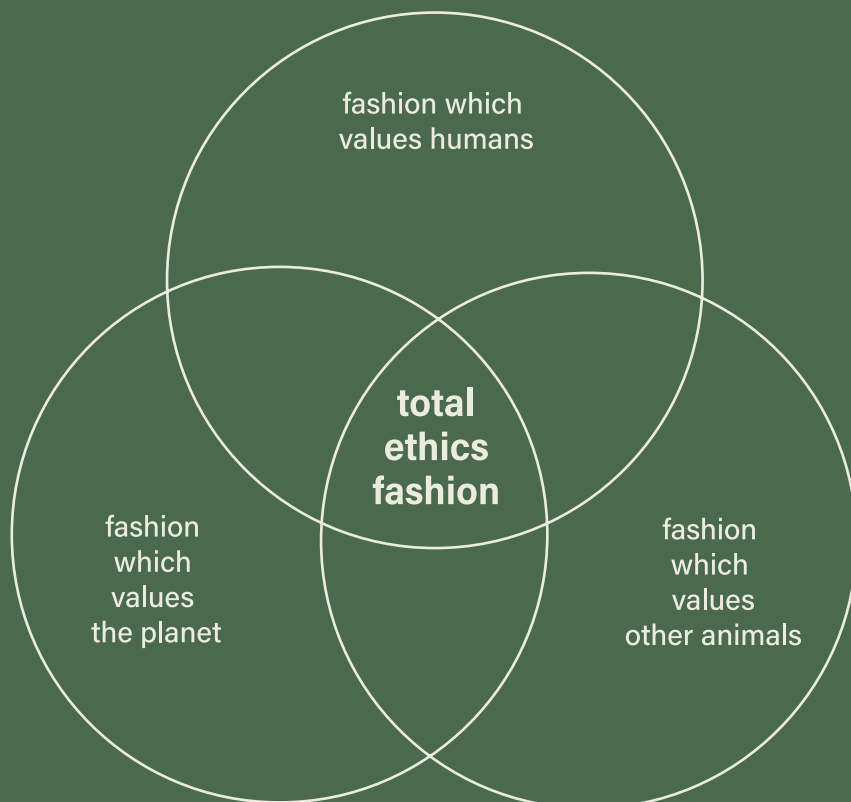 fashion which
values humans
total
ethics
fashion
fashion
which
values
the planet
fashion
which
values
other animals